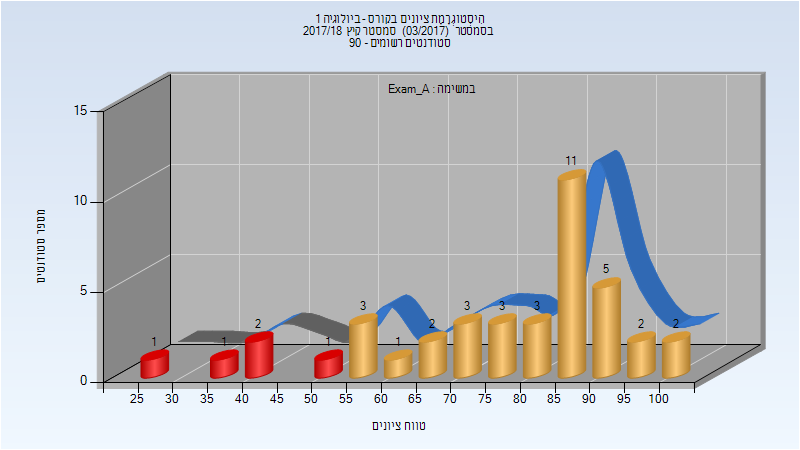 היסטוגרמת ציונים בקורס - ביולוגיה 1
בסמסטר (03/2017) סמסטר קיץ 2017/18
סטודנטים רשומים - 90
במשימה : Exam_A
מספר סטודנטים
15
10
5
0
1
1
2
1
3
1
2
3
3
3
11
5
2
2
25 30 35 40 45 50 55 60 65 70 75 80 85 90 95 100
טווח ציונים